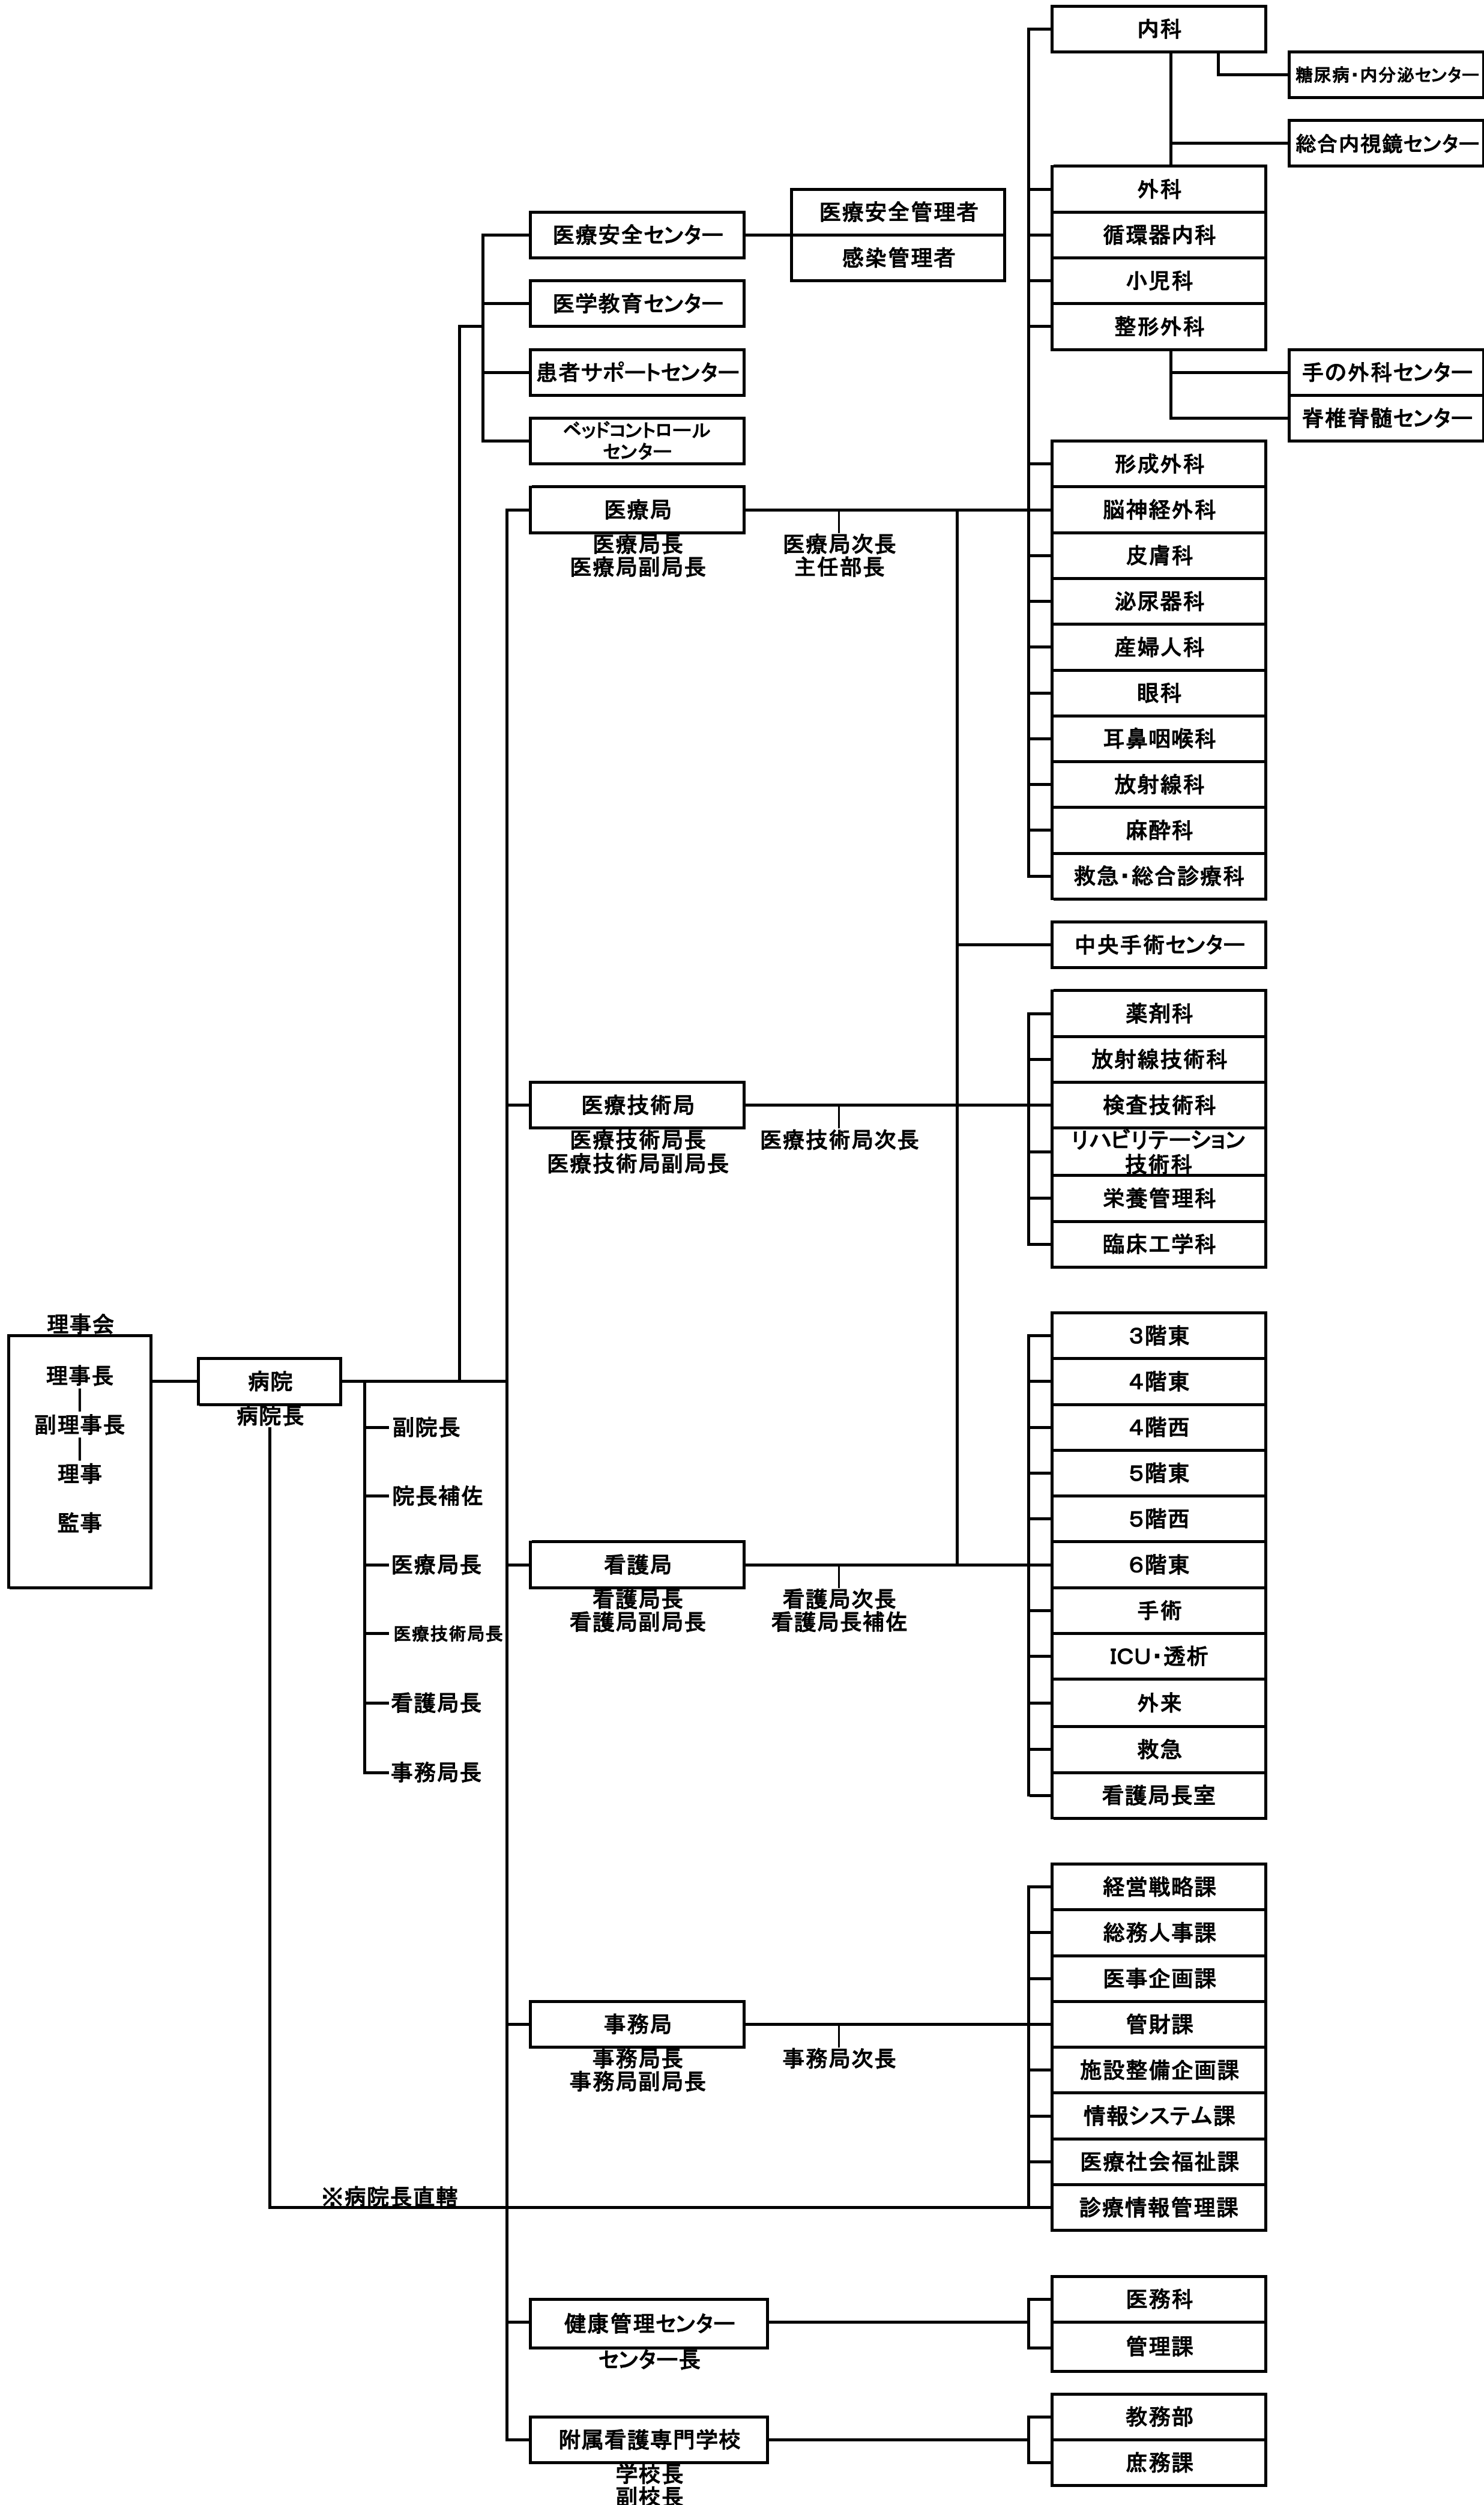 理事会
理事長
副理事長
理事
監事
病院
病院長
副院長
院長補佐
医療局長
医療技術局長
看護局長
事務局長
※病院長直轄
医療安全センター
医療安全管理者
感染管理者
医学教育センター
患者サポートセンター
ベッドコントロール
センター
医療局
医療局長
医療局副局長
医療局次長
主任部長
内科
糖尿病・内分泌センター
総合内視鏡センター
外科
循環器内科
小児科
整形外科
手の外科センター
脊椎脊髄センター
形成外科
脳神経外科
皮膚科
泌尿器科
産婦人科
眼科
耳鼻咽喉科
放射線科
麻酔科
救急・総合診療科
中央手術センター
医療技術局
医療技術局長
医療技術局副局長
医療技術局次長
薬剤科
放射線技術科
検査技術科
リハビリテーション
技術科
栄養管理科
臨床工学科
看護局
看護局長
看護局副局長
看護局次長
看護局長補佐
３階東
４階東
４階西
５階東
５階西
６階東
手術
ICU・透析
外来
救急
看護局長室
事務局
事務局長
事務局副局長
事務局次長
経営戦略課
総務人事課
医事企画課
管財課
施設整備企画課
情報システム課
医療社会福祉課
診療情報管理課
健康管理センター
センター長
医務科
管理課
附属看護専門学校
学校長
副校長
教務部
庶務課